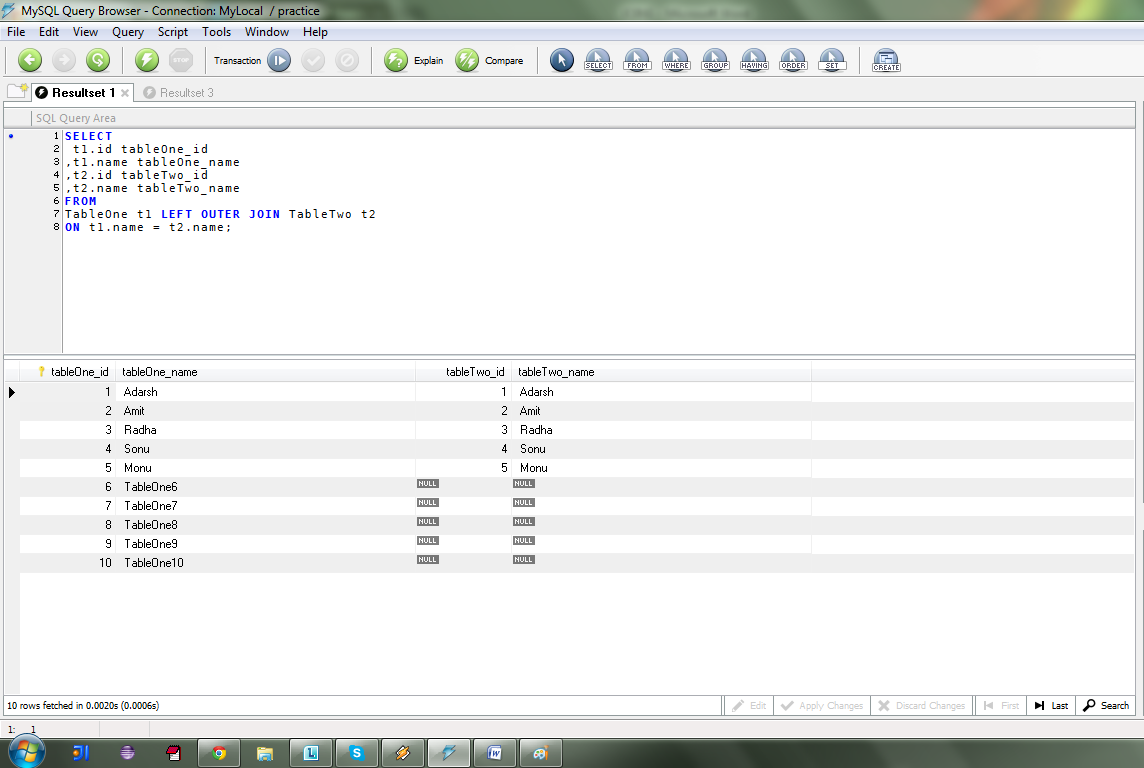 MySQL Query Browser - Connection: MyLocal / practice
File Edit View Query Script Tools Window Help
STOP Transaction Explain Compare SELECT FROM WHERE GROUP HAVING ORDER SET CREATE
Resultset 1 Resultset 3
SQL Query Area
1 SELECT
2 t1.id tableOne_id
3 ,t1.name tableOne_name
4 ,t2.id tableTwo_id
5 ,t2.name tableTwo_name
6 FROM
7 TableOne t1 LEFT OUTER JOIN TableTwo t2
8 ON t1.name = t2.name;
tableOne_id tableOne_name tableTwo_id tableTwo_name
1 Adarsh 1 Adarsh
2 Amit 2 Amit
3 Radha 3 Radha
4 Sonu 4 Sonu
5 Monu 5 Monu
6 TableOne6 NULL NULL
7 TableOne7 NULL NULL
8 TableOne8 NULL NULL
9 TableOne9 NULL NULL
10 TableOne10 NULL NULL
10 rows fetched in 0.0020s (0.0006s) Edit Apply Changes Discard Changes First Last Search
1: 1